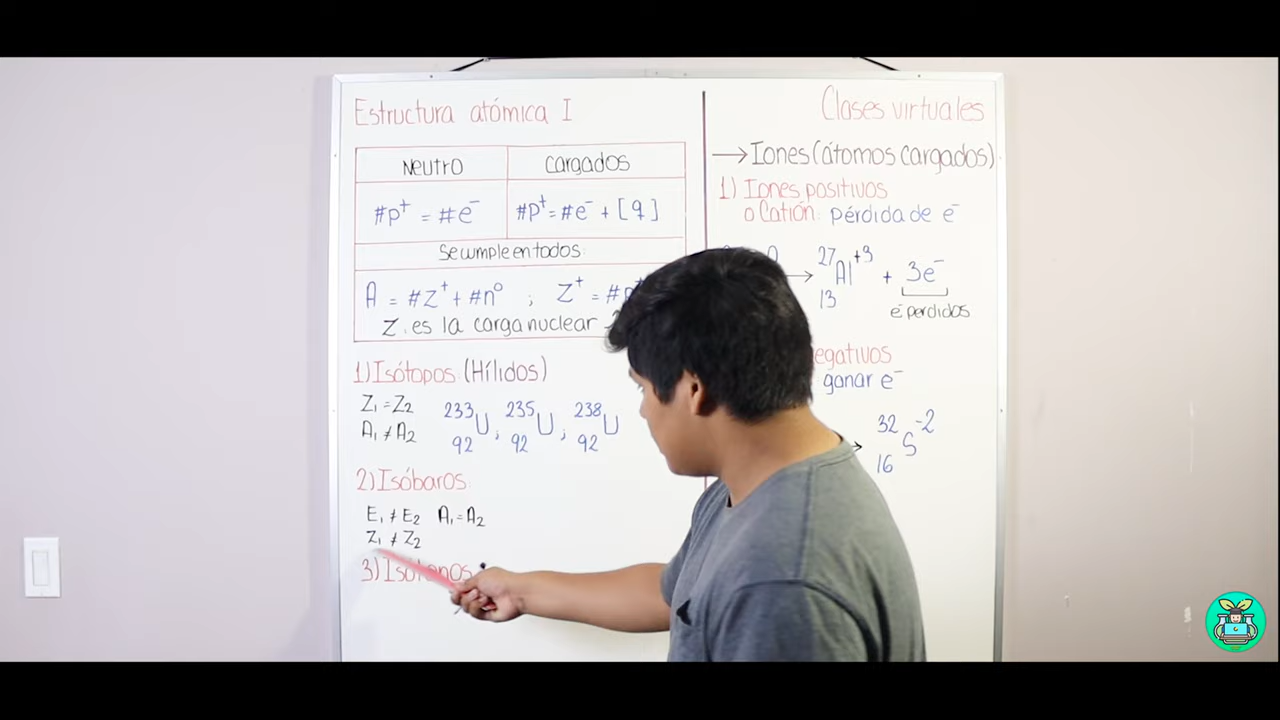 Estructura atómica I
Neutro
cargados
#p⁺ = #e⁻
#p⁺ = #e⁻ + [q]
Se cumple en todos
A = #Z⁺ + #n° ; Z⁺ = #p⁺
Z: es la carga nuclear
1) Isótopos (Hílidos)
Z₁ = Z₂
A₁ ≠ A₂
233 U 92 ; 235 U 92 ; 238 U 92
2) Isóbaros
E₁ ≠ E₂ A₁ = A₂
Z₁ ≠ Z₂
3) Isótonos
Clases virtuales
→ Iones (átomos cargados)
1) Iones positivos
o Catión: pérdida de e⁻
→ 27 Al +3 13 + 3e⁻
e⁻ perdidos
ganar e⁻
→ 32 S -2 16